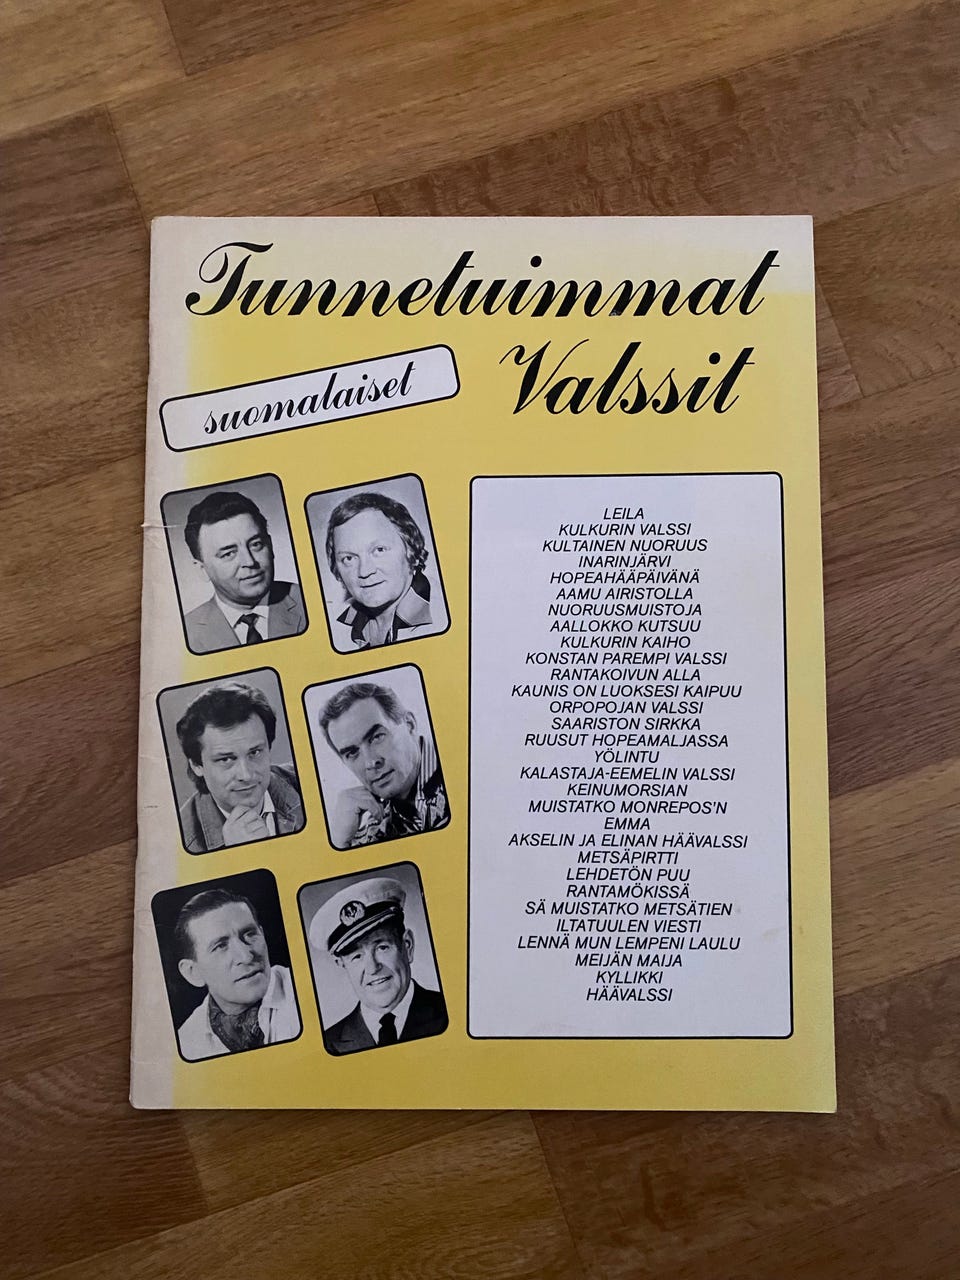 Tunnetuimmat
suomalaiset
Valssit
LEILA
KULKURIN VALSSI
KULTAINEN NUORUUS
INARINJÄRVI
HOPEAHÄÄPÄIVÄNÄ
AAMU AIRISTOLLA
NUORUUSMUISTOJA
AALLOKKO KUTSUU
KULKURIN KAIHO
KONSTAN PAREMPI VALSSI
RANTAKOIVUN ALLA
KAUNIS ON LUOKSESI KAIPUU
ORPOPOJAN VALSSI
SAARISTON SIRKKA
RUUSUT HOPEAMALJASSA
YÖLINTU
KALASTAJA-EEMELIN VALSSI
KEINUMORSIAN
MUISTATKO MONREPOS'N
EMMA
AKSELIN JA ELINAN HÄÄVALSSI
METSÄPIRTTI
LEHDETÖN PUU
RANTAMÖKISSÄ
SÄ MUISTATKO METSÄTIEN
ILTATUULEN VIESTI
LENNÄ MUN LEMPENI LAULU
MEIJÄN MAIJA
KYLLIKKI
HÄÄVALSSI